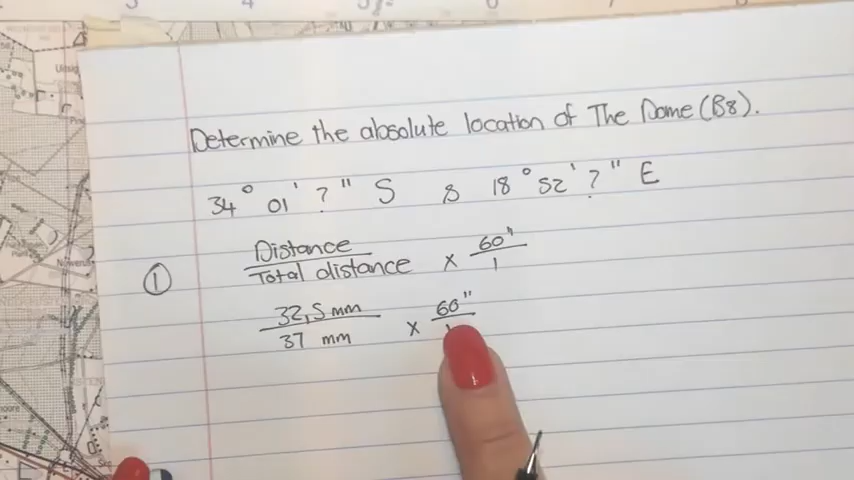 Determine the absolute location of The Dome (B8).
34° 01' ?" S & 18° 52' ?" E
Distance
Total distance × 60"
1
①
32,5 mm
37 mm × 60"